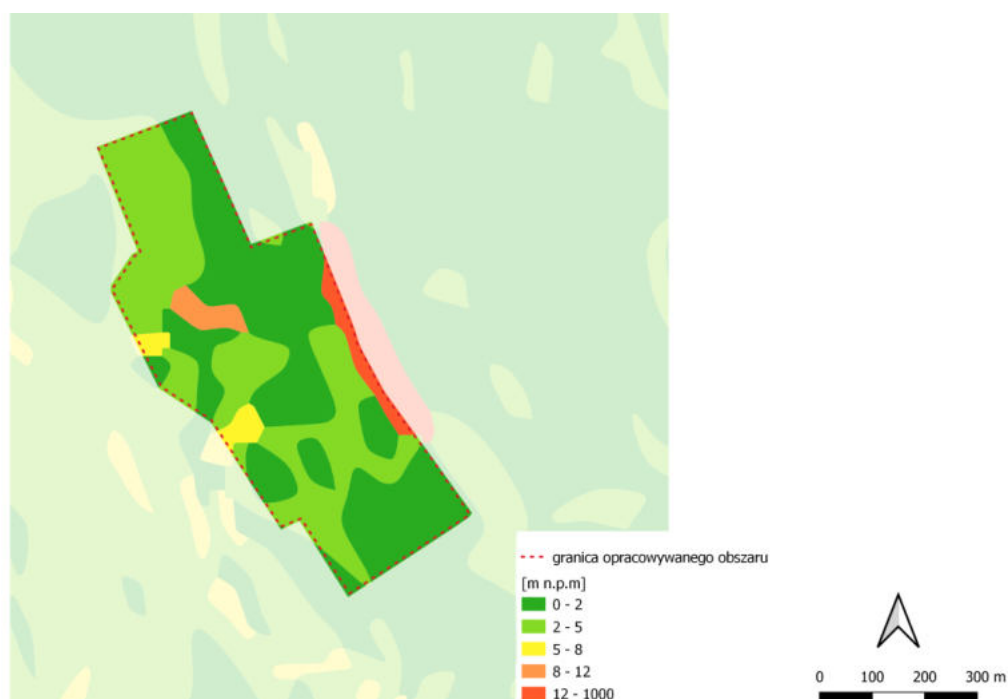 granica opracowywanego obszaru
[m n.p.m]
0 - 2
2 - 5
5 - 8
8 - 12
12 - 1000
0 100 200 300 m